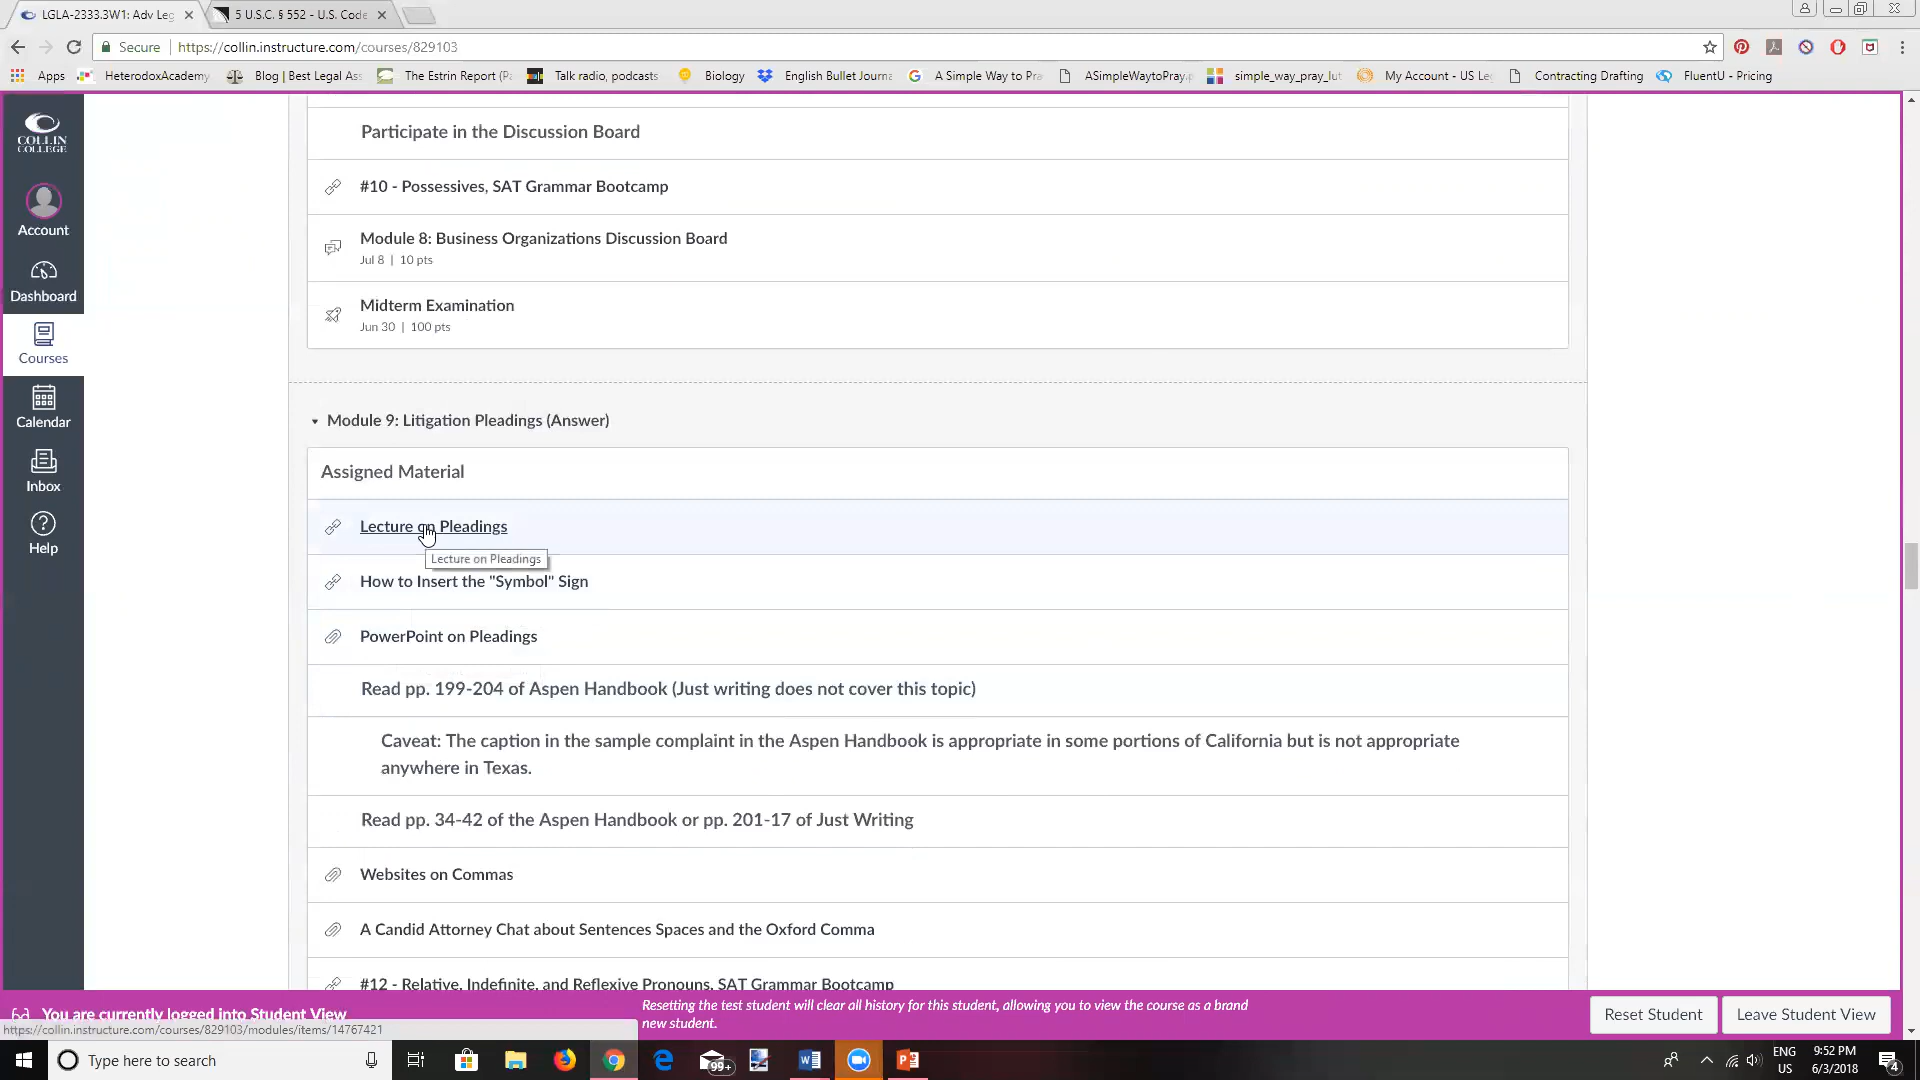 LGLA-2333.3W1: Adv Leg
5 U.S.C. § 552 - U.S. Code
Secure
https://collin.instructure.com/courses/829103
Apps
HeterodoxAcademy
Blog | Best Legal Ass
The Estrin Report (Pa
Talk radio, podcasts
Biology
English Bullet Journa
A Simple Way to Pra
ASimpleWaytoPray.p
simple_way_pray_lut
My Account - US Le
Contracting Drafting
FluentU - Pricing
COLLIN
COLLEGE
Account
Dashboard
Courses
Calendar
Inbox
Help
Participate in the Discussion Board
#10 - Possessives, SAT Grammar Bootcamp
Module 8: Business Organizations Discussion Board
Jul 8 | 10 pts
Midterm Examination
Jun 30 | 100 pts
Module 9: Litigation Pleadings (Answer)
Assigned Material
Lecture on Pleadings
Lecture on Pleadings
How to Insert the "Symbol" Sign
PowerPoint on Pleadings
Read pp. 199-204 of Aspen Handbook (Just writing does not cover this topic)
Caveat: The caption in the sample complaint in the Aspen Handbook is appropriate in some portions of California but is not appropriate
anywhere in Texas.
Read pp. 34-42 of the Aspen Handbook or pp. 201-17 of Just Writing
Websites on Commas
A Candid Attorney Chat about Sentences Spaces and the Oxford Comma
#12 - Relative, Indefinite, and Reflexive Pronouns, SAT Grammar Bootcamp
You are currently logged into Student View
Resetting the test student will clear all history for this student, allowing you to view the course as a brand
new student.
Reset Student
Leave Student View
https://collin.instructure.com/courses/829103/modules/items/14767421
Type here to search
99+
ENG
US
9:52 PM
6/3/2018
4